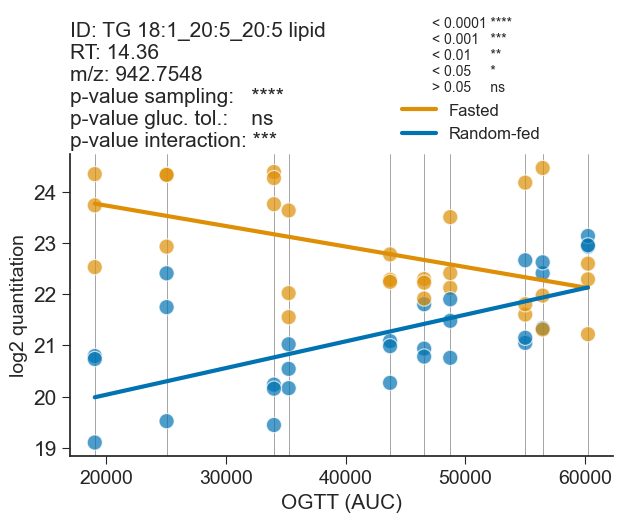 ID: TG 18:1_20:5_20:5 lipid
RT: 14.36
m/z: 942.7548
p-value sampling: ****
p-value gluc. tol.: ns
p-value interaction: ***
< 0.0001 ****
< 0.001 ***
< 0.01 **
< 0.05 *
> 0.05 ns
Fasted
Random-fed
log2 quantitation
24
23
22
21
20
19
20000 30000 40000 50000 60000
OGTT (AUC)